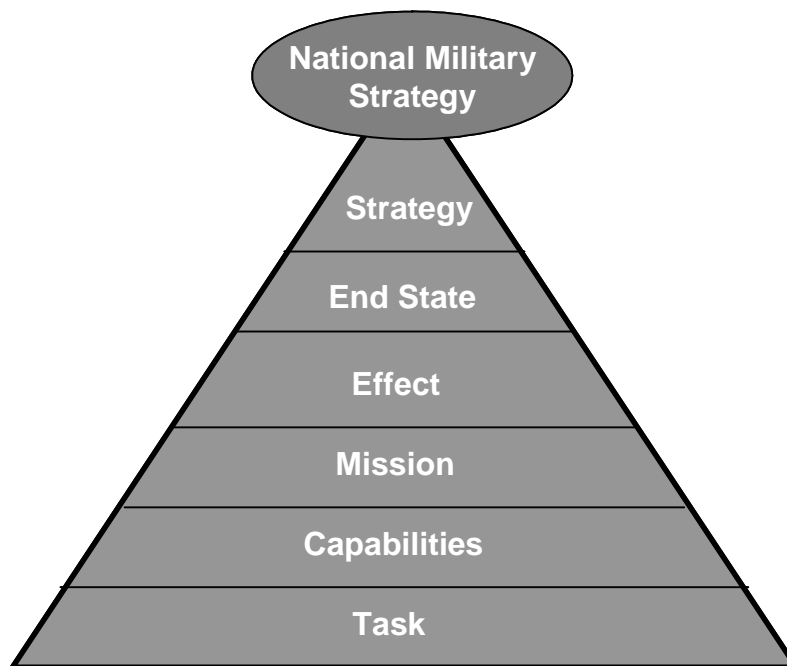 National Military
Strategy
Strategy
End State
Effect
Mission
Capabilities
Task